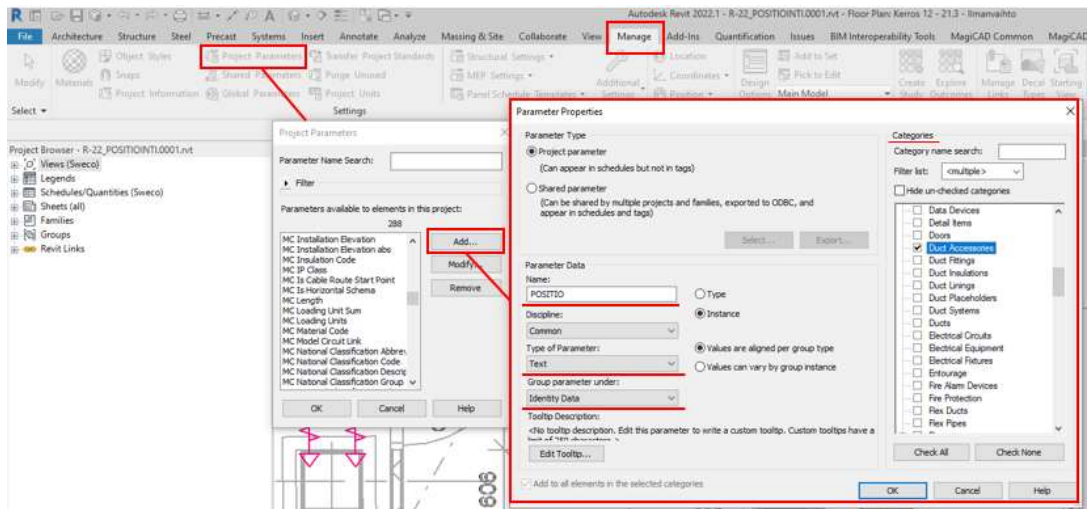 Autodesk Revit 2022.1 - R-22_POSITIOINTI.0001.rvt - Floor Plan: Kerros 12 - 21.3 - Ilmanvaihto
File Architecture Structure Steel Precast Systems Insert Annotate Analyze Massing & Site Collaborate View Manage Add-Ins Quantification Issues BIM Interoperability Tools MagiCAD Common MagiCAD
Object Styles Project Parameters Transfer Project Standards Structural Settings Location Add to Set
Snaps Shared Parameters Purge Unused MEP Settings Coordinates Pick to Edit
Modify Materials Project Information Global Parameters Project Units Panel Schedule Templates Additional Settings Position Design Options Main Model Create Study Explore Outcomes Manage Links Decal Types Starting View
Select Settings
Project Browser - R-22_POSITIOINTI.0001.rvt
Views (Sweco)
Legends
Schedules/Quantities (Sweco)
Sheets (all)
Families
Groups
Revit Links
Project Parameters
Parameter Name Search:
Filter
Parameters available to elements in this project:
288
MC Installation Elevation
MC Installation Elevation abs
MC Insulation Code
MC IP Class
MC Is Cable Route Start Point
MC Is Horizontal Schema
MC Length
MC Loading Unit Sum
MC Loading Units
MC Material Code
MC Model Circuit Link
MC National Classification Abbrev
MC National Classification Code
MC National Classification Descrip
MC National Classification Group
Add...
Modify...
Remove
OK Cancel Help
Parameter Properties
Parameter Type
Project parameter
(Can appear in schedules but not in tags)
Shared parameter
(Can be shared by multiple projects and families, exported to ODBC, and
appear in schedules and tags)
Select... Export...
Parameter Data
Name:
POSITIO
Type
Discipline:
Instance
Common
Type of Parameter:
Values are aligned per group type
Text
Values can vary by group instance
Group parameter under:
Identity Data
Tooltip Description:
<No tooltip description. Edit this parameter to write a custom tooltip. Custom tooltips have a
limit of 250 characters.>
Edit Tooltip...
Add to all elements in the selected categories
Categories
Category name search:
Filter list: <multiple>
Hide un-checked categories
Data Devices
Detail Items
Doors
Duct Accessories
Duct Fittings
Duct Insulations
Duct Linings
Duct Placeholders
Duct Systems
Ducts
Electrical Circuits
Electrical Equipment
Electrical Fixtures
Entourage
Fire Alarm Devices
Fire Protection
Flex Ducts
Flex Pipes
Check All Check None
OK Cancel Help